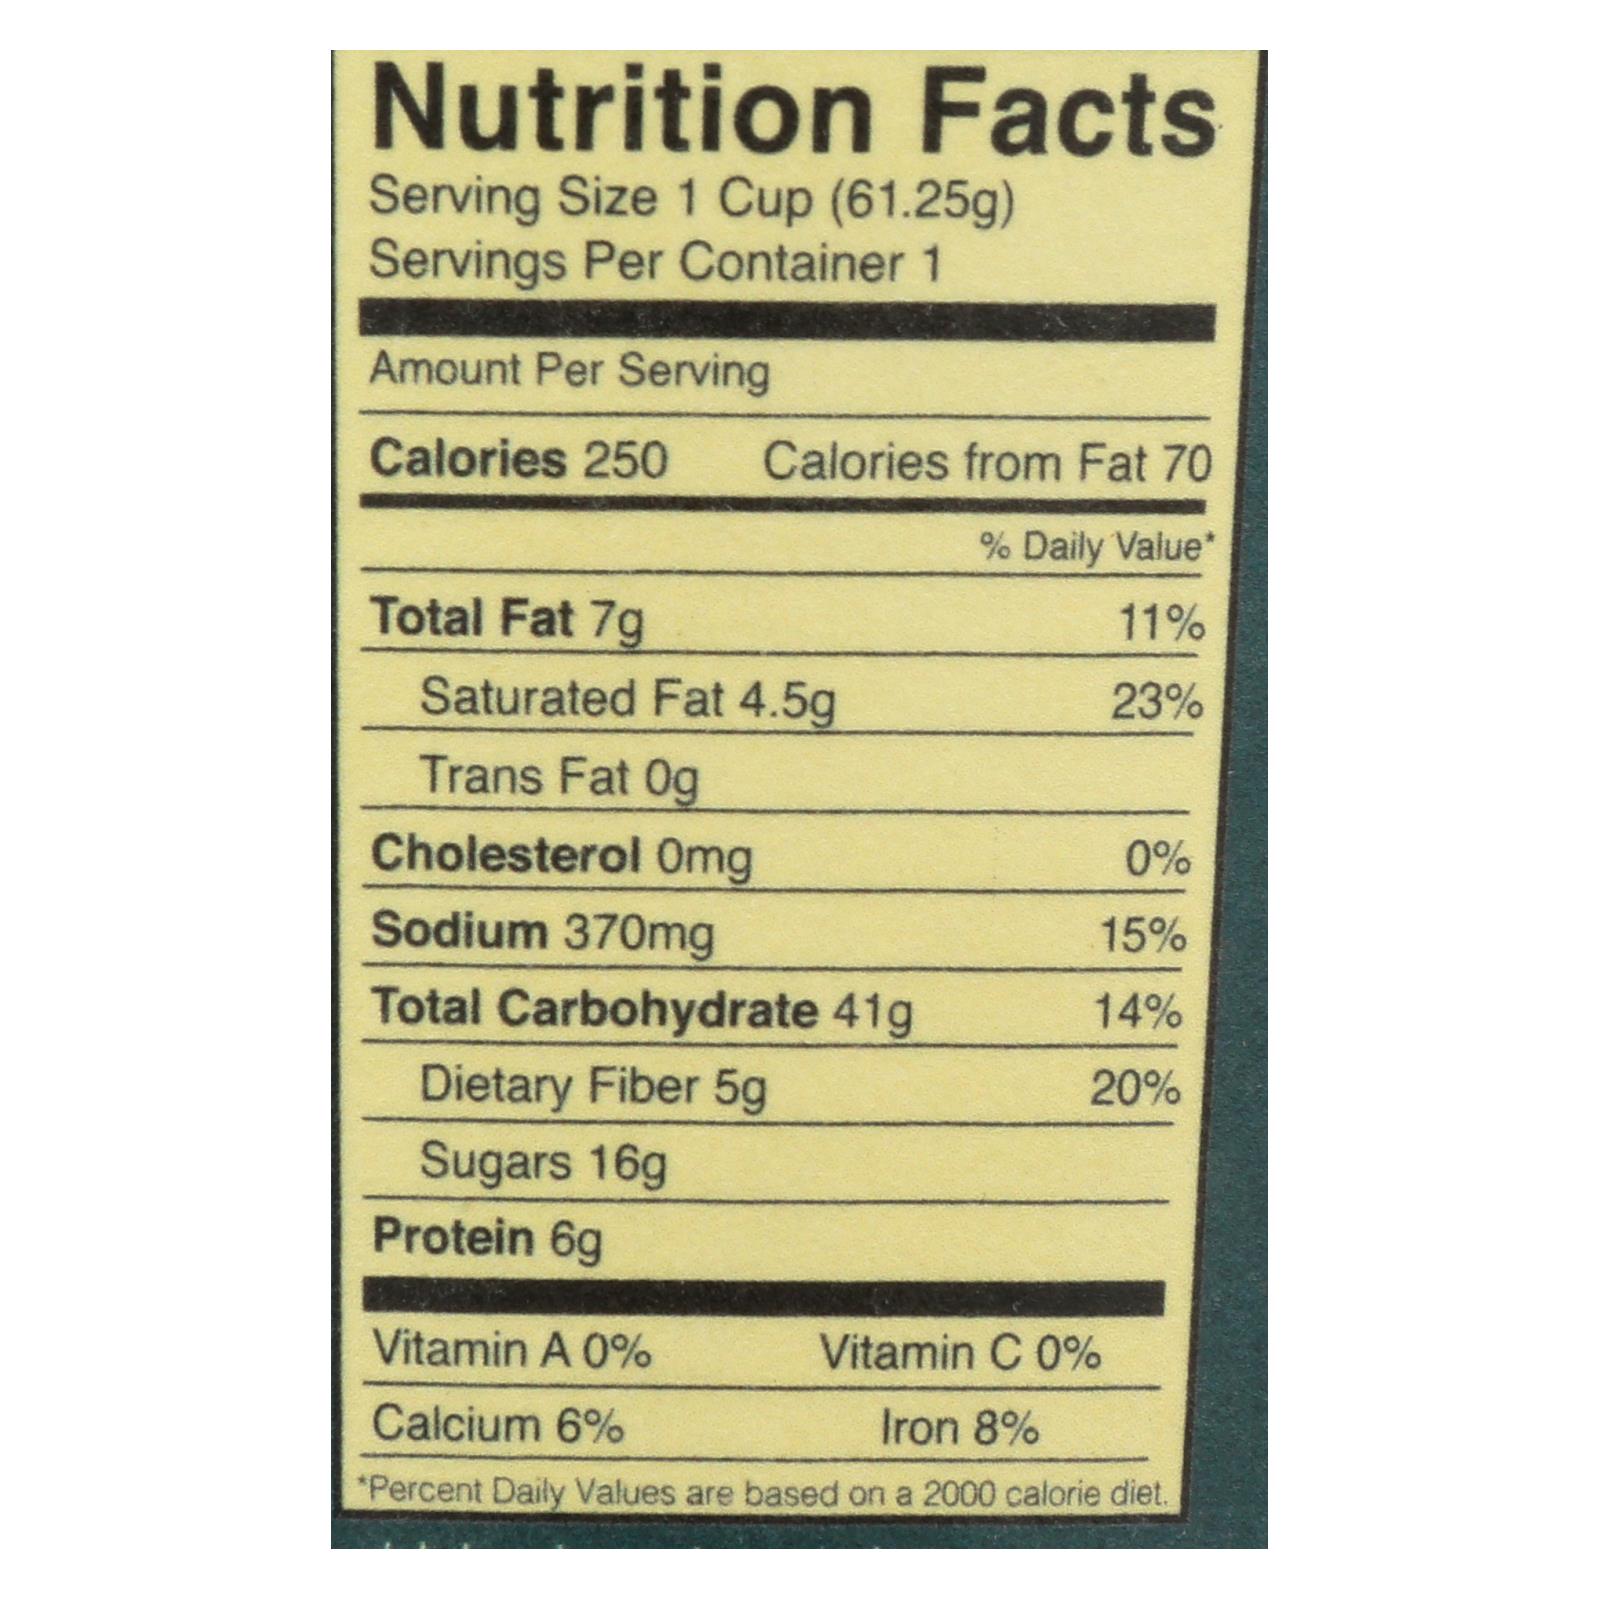 Nutrition Facts
Serving Size 1 Cup (61.25g)
Servings Per Container 1
Amount Per Serving
Calories 250 Calories from Fat 70
% Daily Value*
Total Fat 7g 11%
Saturated Fat 4.5g 23%
Trans Fat 0g
Cholesterol 0mg 0%
Sodium 370mg 15%
Total Carbohydrate 41g 14%
Dietary Fiber 5g 20%
Sugars 16g
Protein 6g
Vitamin A 0% Vitamin C 0%
Calcium 6% Iron 8%
*Percent Daily Values are based on a 2000 calorie diet.